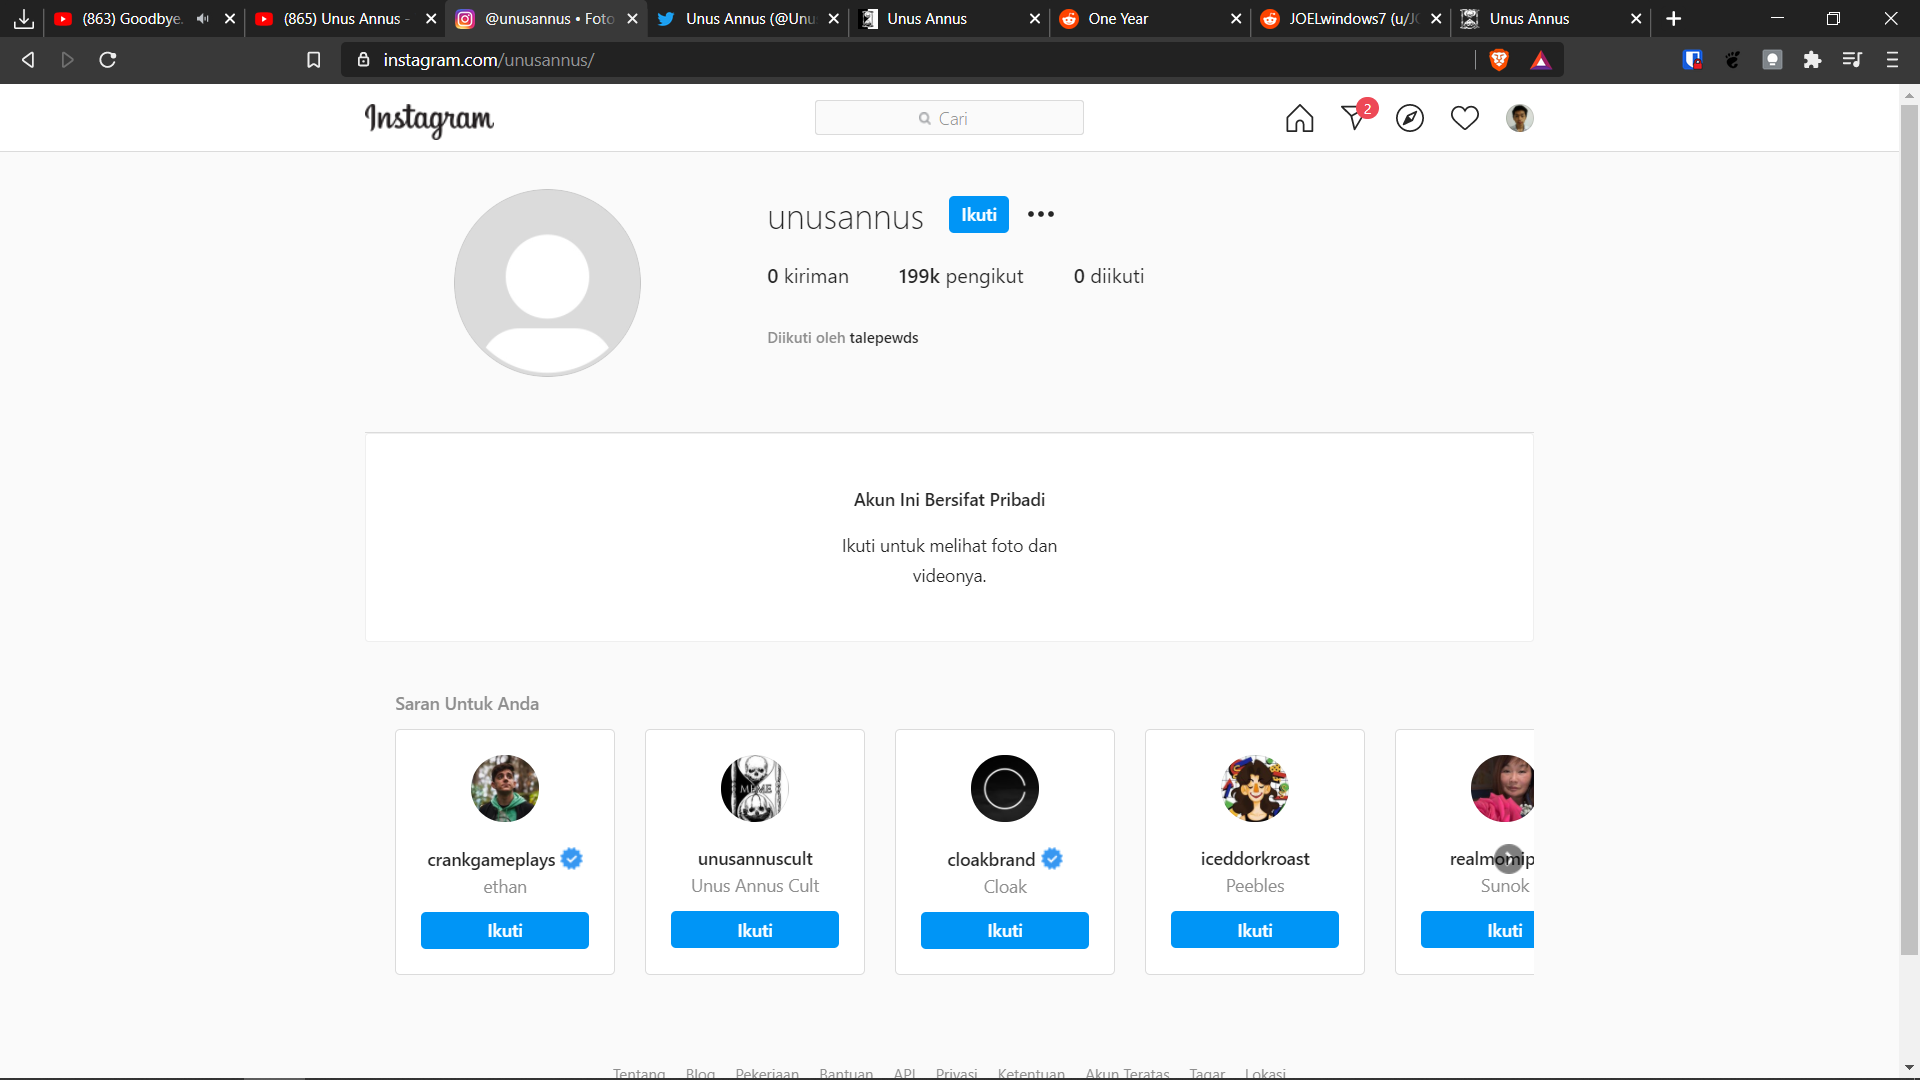 (863) Goodbye.
(865) Unus Annus -
@unusannus • Foto
Unus Annus (@Unu
Unus Annus
One Year
JOELwindows7 (u/JO
Unus Annus
instagram.com/unusannus/
Instagram
Cari
2
unusannus
Ikuti
0 kiriman
199k pengikut
0 diikuti
Diikuti oleh talepewds
Akun Ini Bersifat Pribadi
Ikuti untuk melihat foto dan
videonya.
Saran Untuk Anda
MEME
crankgameplays
unusannuscult
cloakbrand
iceddorkroast
realmomip
ethan
Unus Annus Cult
Cloak
Peebles
Sunok
Ikuti
Ikuti
Ikuti
Ikuti
Ikuti
Tentang Blog Pekerjaan Bantuan API Privasi Ketentuan Akun Teratas Tagar Lokasi